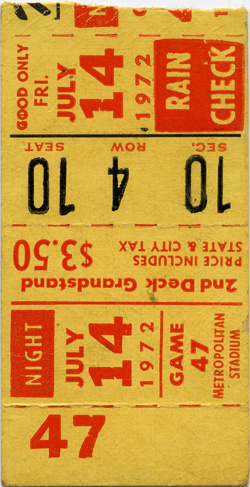 GOOD ONLY
FRI.
JULY
14
1972
RAIN
CHECK
2nd Deck Grandstand
PRICE INCLUDES
STATE & CITY TAX
$3.50
10 4 10
SEC. ROW SEAT
NIGHT
JULY
14
1972
GAME
47
METROPOLITAN
STADIUM
47